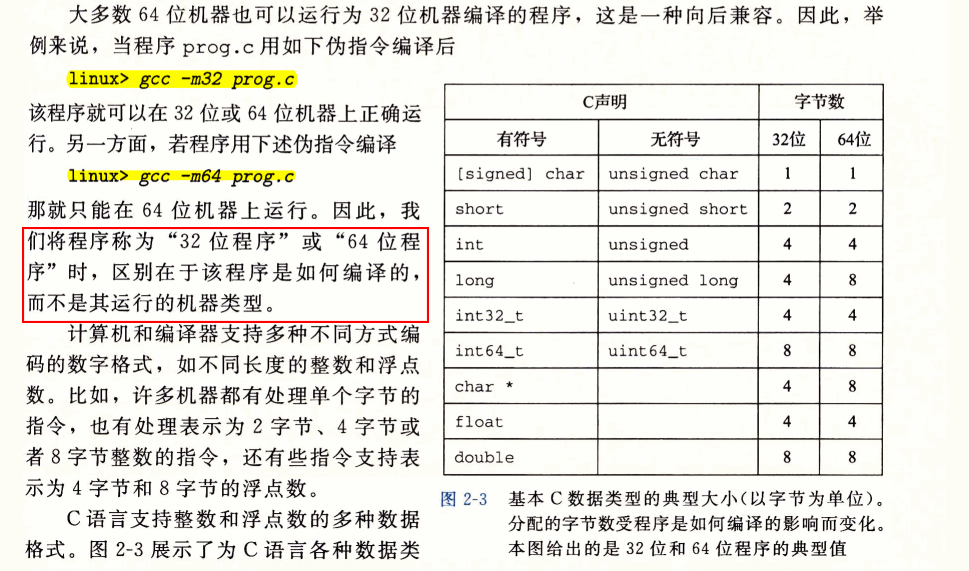 大多数 64 位机器也可以运行为 32 位机器编译的程序，这是一种向后兼容。因此，举
例来说，当程序 prog.c 用如下伪指令编译后
linux> gcc -m32 prog.c
该程序就可以在 32 位或 64 位机器上正确运
行。另一方面，若程序用下述伪指令编译
linux> gcc -m64 prog.c
那就只能在 64 位机器上运行。因此，我
们将程序称为“32 位程序”或“64 位程
序”时，区别在于该程序是如何编译的，
而不是其运行的机器类型。
计算机和编译器支持多种不同方式编
码的数字格式，如不同长度的整数和浮点
数。比如，许多机器都有处理单个字节的
指令，也有处理表示为 2 字节、4 字节或
者 8 字节整数的指令，还有些指令支持表
示为 4 字节和 8 字节的浮点数。
C 语言支持整数和浮点数的多种数据
格式。图 2-3 展示了为 C 语言各种数据类
C声明 字节数
有符号 无符号 32位 64位
[signed] char unsigned char 1 1
short unsigned short 2 2
int unsigned 4 4
long unsigned long 4 8
int32_t uint32_t 4 4
int64_t uint64_t 8 8
char * 4 8
float 4 4
double 8 8
图 2-3 基本 C 数据类型的典型大小(以字节为单位)。
分配的字节数受程序是如何编译的影响而变化。
本图给出的是 32 位和 64 位程序的典型值